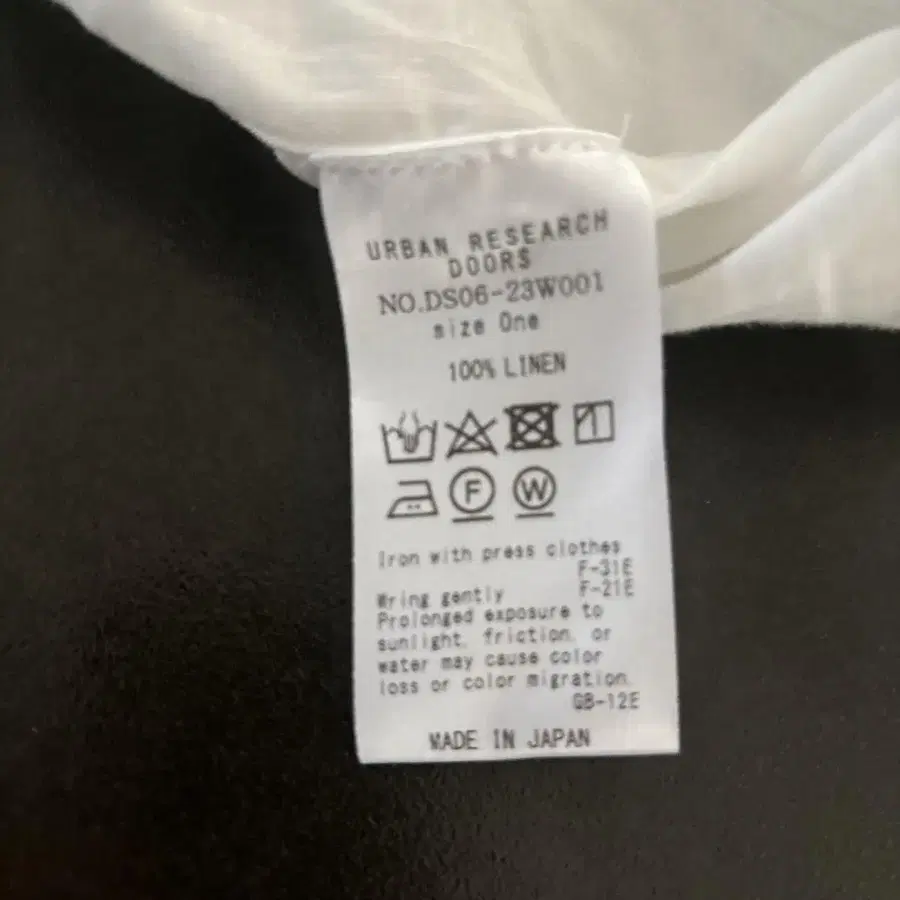 URBAN RESEARCH
DOORS
NO.DS06-23W001
size One
100% LINEN
F W
Iron with press clothes
F-31E
Wring gently F-21E
Prolonged exposure to
sunlight, friction, or
water may cause color
loss or color migration.
GB-12E
MADE IN JAPAN